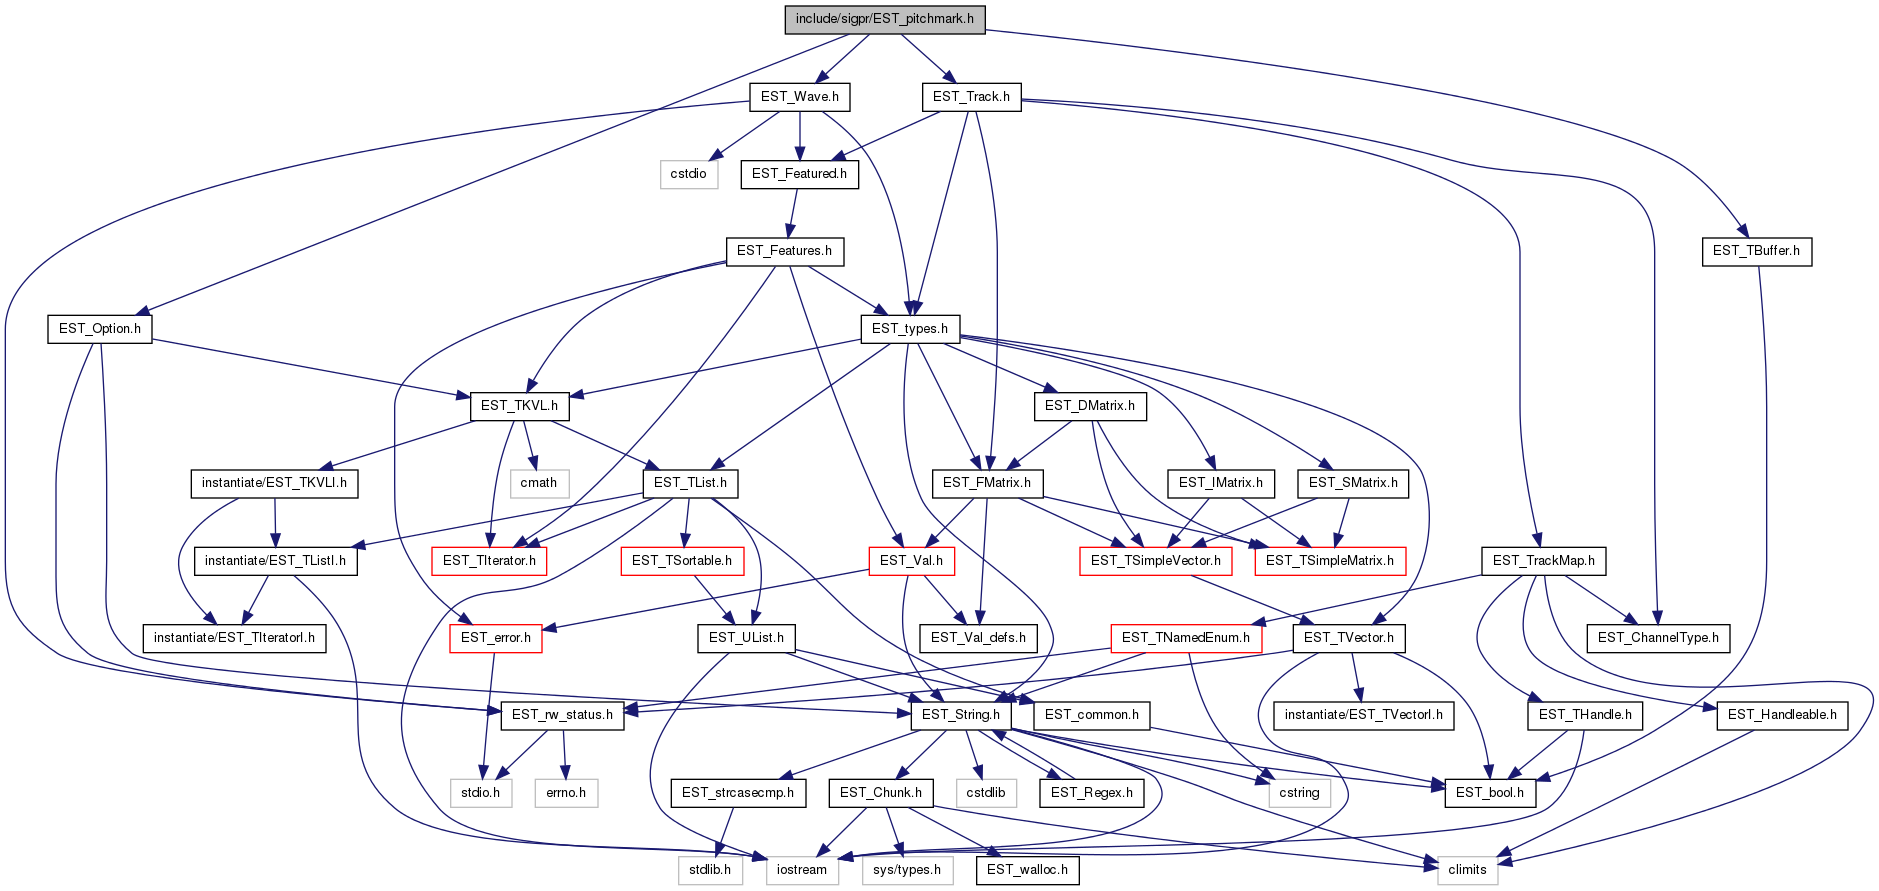 include/sigpr/EST_pitchmark.h
EST_Wave.h
EST_Track.h
cstdio
EST_Featured.h
EST_Features.h
EST_TBuffer.h
EST_Option.h
EST_types.h
EST_TKVL.h
EST_DMatrix.h
instantiate/EST_TKVLI.h
cmath
EST_TList.h
EST_FMatrix.h
EST_IMatrix.h
EST_SMatrix.h
instantiate/EST_TListI.h
EST_TIterator.h
EST_TSortable.h
EST_Val.h
EST_TSimpleVector.h
EST_TSimpleMatrix.h
EST_TrackMap.h
instantiate/EST_TIteratorI.h
EST_error.h
EST_UList.h
EST_Val_defs.h
EST_TNamedEnum.h
EST_TVector.h
EST_ChannelType.h
EST_rw_status.h
EST_String.h
EST_common.h
instantiate/EST_TVectorI.h
EST_THandle.h
EST_Handleable.h
stdio.h
errno.h
EST_strcasecmp.h
EST_Chunk.h
cstdlib
EST_Regex.h
cstring
EST_bool.h
stdlib.h
iostream
sys/types.h
EST_walloc.h
climits